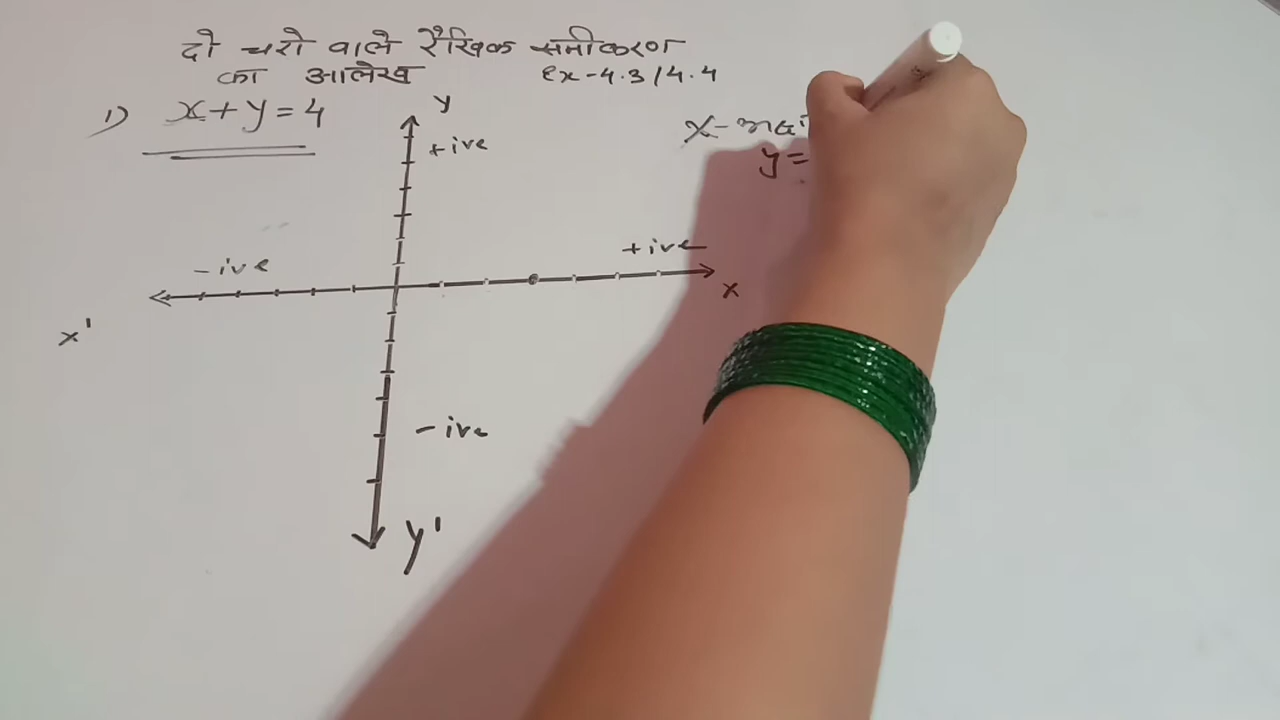 दो चरो वाले रैखिक समीकरण
का आलेख Ex-4.3/4.4
1) x+y=4
y
+ive
x-
y=
+ive
-ive
x
x'
-ive
y'